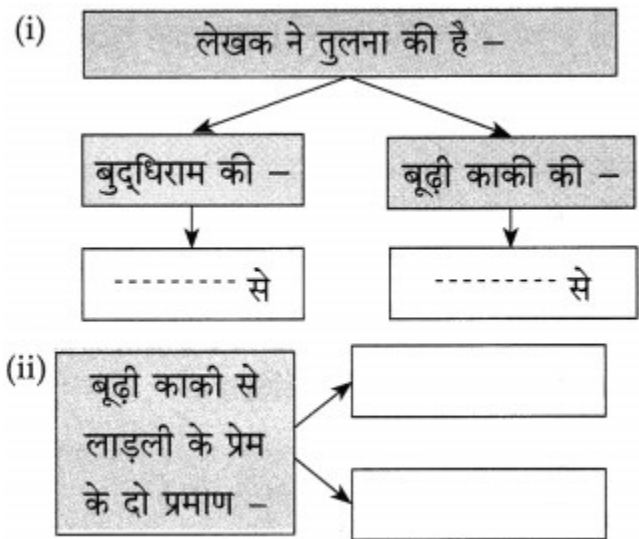 (i) लेखक ने तुलना की है –
बुद्‌धिराम की –
बूढ़ी काकी की –
---------- से
---------- से
(ii) बूढ़ी काकी से
लाड़ली के प्रेम
के दो प्रमाण –